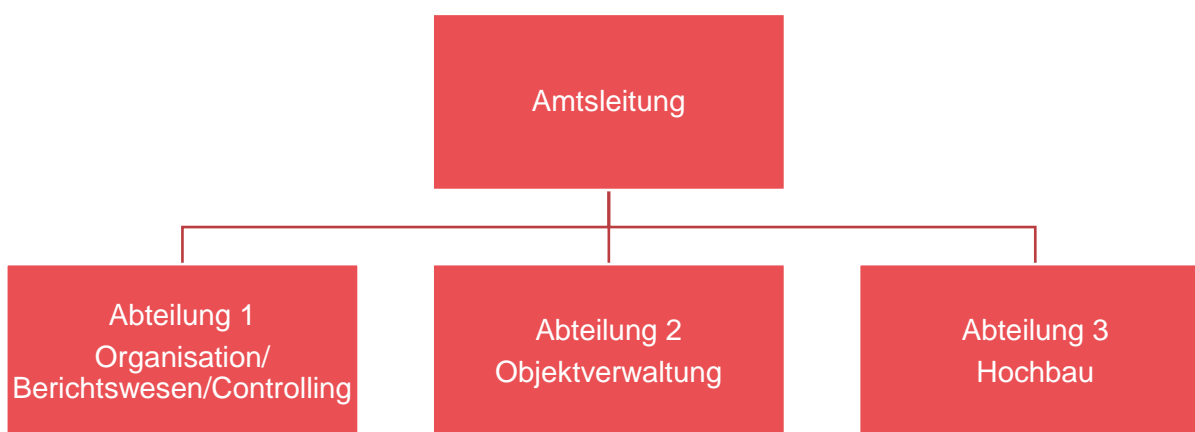 Amtsleitung
Abteilung 1
Organisation/
Berichtswesen/Controlling
Abteilung 2
Objektverwaltung
Abteilung 3
Hochbau